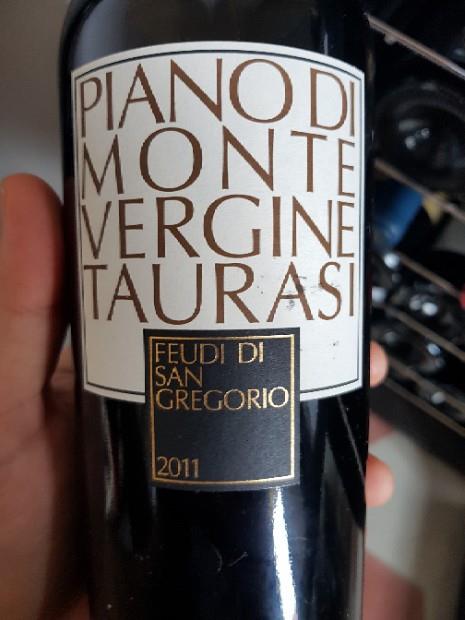 PIANO DI
MONTE
VERGINE
TAURASI
FEUDI DI
SAN
GREGORIO
2011